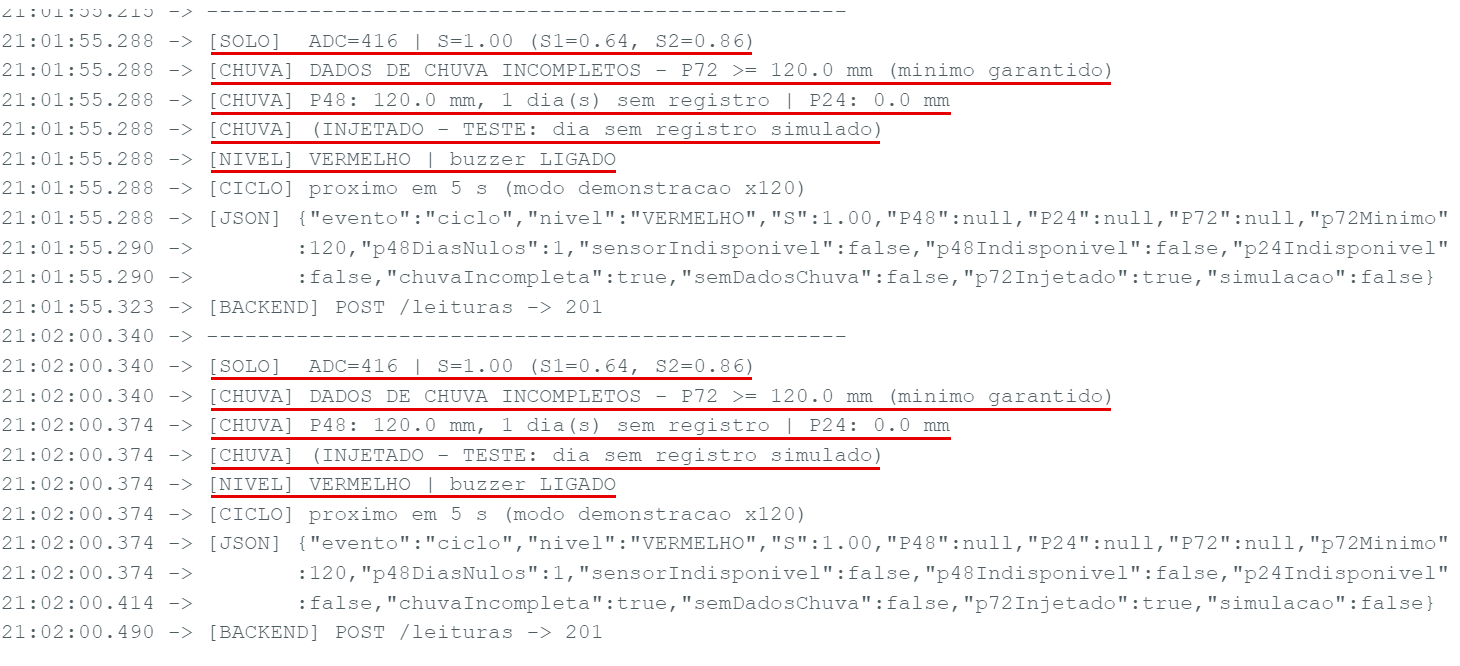 21:01:55.215 -> --------------------------------------------------
21:01:55.288 -> [SOLO]  ADC=416 | S=1.00 (S1=0.64, S2=0.86)
21:01:55.288 -> [CHUVA] DADOS DE CHUVA INCOMPLETOS - P72 >= 120.0 mm (minimo garantido)
21:01:55.288 -> [CHUVA] P48: 120.0 mm, 1 dia(s) sem registro | P24: 0.0 mm
21:01:55.288 -> [CHUVA] (INJETADO - TESTE: dia sem registro simulado)
21:01:55.288 -> [NIVEL] VERMELHO | buzzer LIGADO
21:01:55.288 -> [CICLO] proximo em 5 s (modo demonstracao x120)
21:01:55.288 -> [JSON] {"evento":"ciclo","nivel":"VERMELHO","S":1.00,"P48":null,"P24":null,"P72":null,"p72Minimo"
21:01:55.290 ->        :120,"p48DiasNulos":1,"sensorIndisponivel":false,"p48Indisponivel":false,"p24Indisponivel"
21:01:55.290 ->        :false,"chuvaIncompleta":true,"semDadosChuva":false,"p72Injetado":true,"simulacao":false}
21:01:55.323 -> [BACKEND] POST /leituras -> 201
21:02:00.340 -> --------------------------------------------------
21:02:00.340 -> [SOLO]  ADC=416 | S=1.00 (S1=0.64, S2=0.86)
21:02:00.340 -> [CHUVA] DADOS DE CHUVA INCOMPLETOS - P72 >= 120.0 mm (minimo garantido)
21:02:00.374 -> [CHUVA] P48: 120.0 mm, 1 dia(s) sem registro | P24: 0.0 mm
21:02:00.374 -> [CHUVA] (INJETADO - TESTE: dia sem registro simulado)
21:02:00.374 -> [NIVEL] VERMELHO | buzzer LIGADO
21:02:00.374 -> [CICLO] proximo em 5 s (modo demonstracao x120)
21:02:00.374 -> [JSON] {"evento":"ciclo","nivel":"VERMELHO","S":1.00,"P48":null,"P24":null,"P72":null,"p72Minimo"
21:02:00.374 ->        :120,"p48DiasNulos":1,"sensorIndisponivel":false,"p48Indisponivel":false,"p24Indisponivel"
21:02:00.414 ->        :false,"chuvaIncompleta":true,"semDadosChuva":false,"p72Injetado":true,"simulacao":false}
21:02:00.490 -> [BACKEND] POST /leituras -> 201